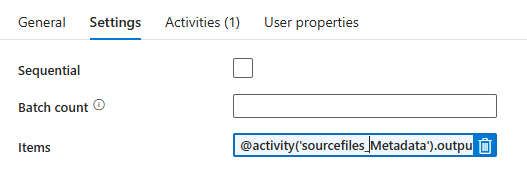 General Settings Activities (1) User properties
Sequential
Batch count
Items @activity('sourcefiles_Metadata').outpu